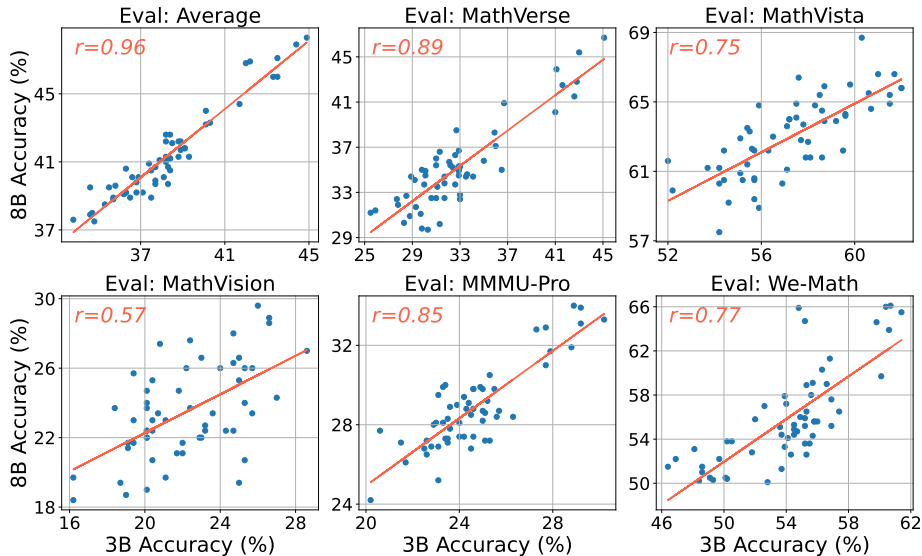 Eval: Average
r=0.96
8B Accuracy (%)
45
41
37
37
41
45
Eval: MathVerse
r=0.89
45
41
37
33
29
25
29
33
37
41
45
Eval: MathVista
r=0.75
69
65
61
57
52
56
60
Eval: MathVision
r=0.57
8B Accuracy (%)
30
26
22
18
16
20
24
28
3B Accuracy (%)
Eval: MMMU-Pro
r=0.85
32
28
24
20
24
28
3B Accuracy (%)
Eval: We-Math
r=0.77
66
62
58
54
50
46
50
54
58
62
3B Accuracy (%)